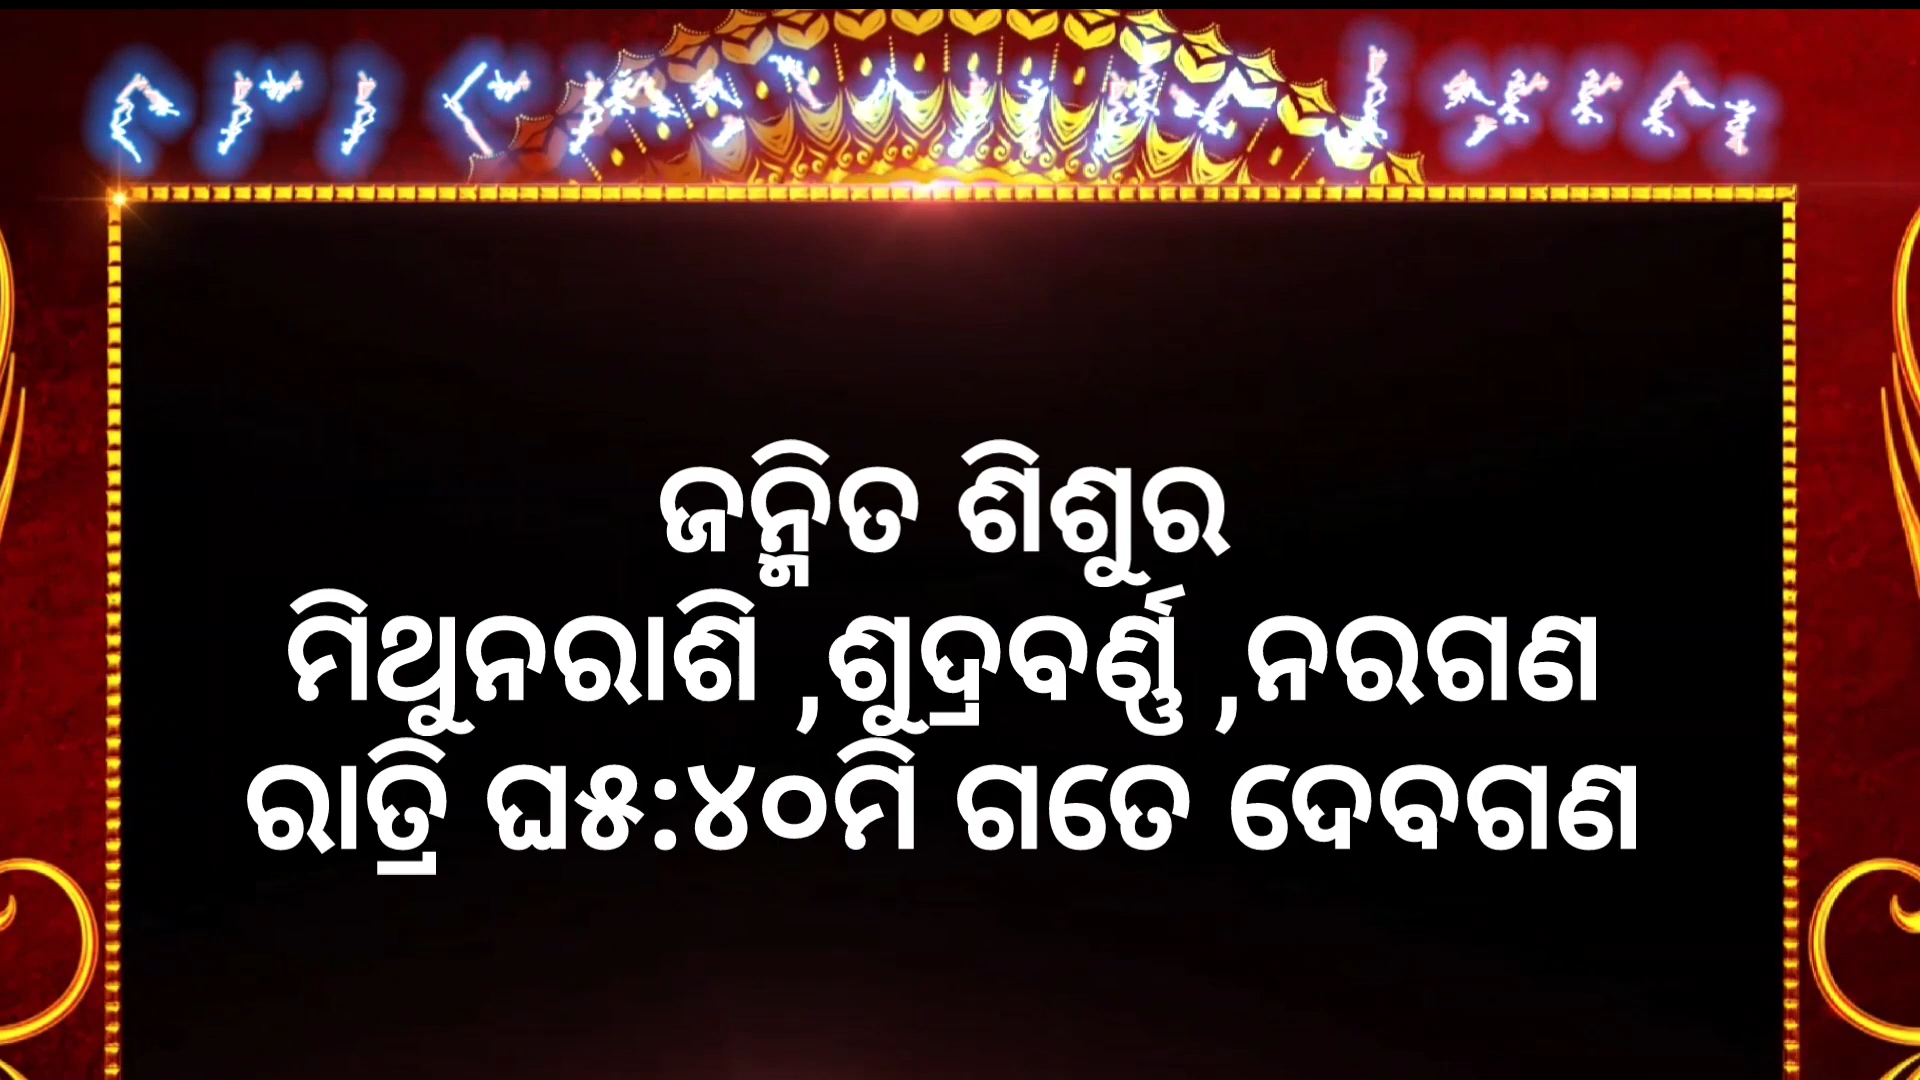 ଜନ୍ମିତ ଶିଶୁର
ମିଥୁନରାଶି ,ଶୁଦ୍ରବର୍ଣ୍ଣ ,ନରଗଣ
ରାତ୍ରି ଘ୫:୪୦ମି ଗତେ ଦେବଗଣ